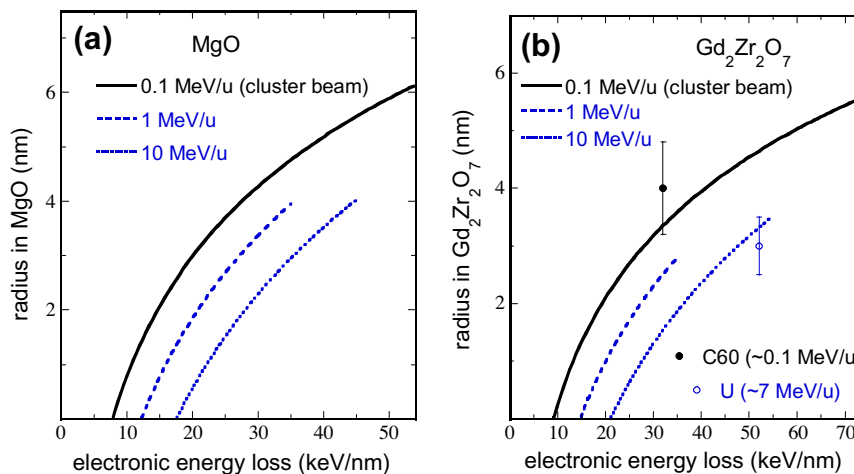 (a)
MgO
0.1 MeV/u (cluster beam)
1 MeV/u
10 MeV/u
6
4
2
0
10
20
30
40
50
radius in MgO (nm)
electronic energy loss (keV/nm)
(b)
Gd2Zr2O7
0.1 MeV/u (cluster beam)
1 MeV/u
10 MeV/u
6
4
2
0
C60 (~0.1 MeV/u
U (~7 MeV/u)
0
10
20
30
40
50
60
70
radius in Gd2Zr2O7 (nm)
electronic energy loss (keV/nm)